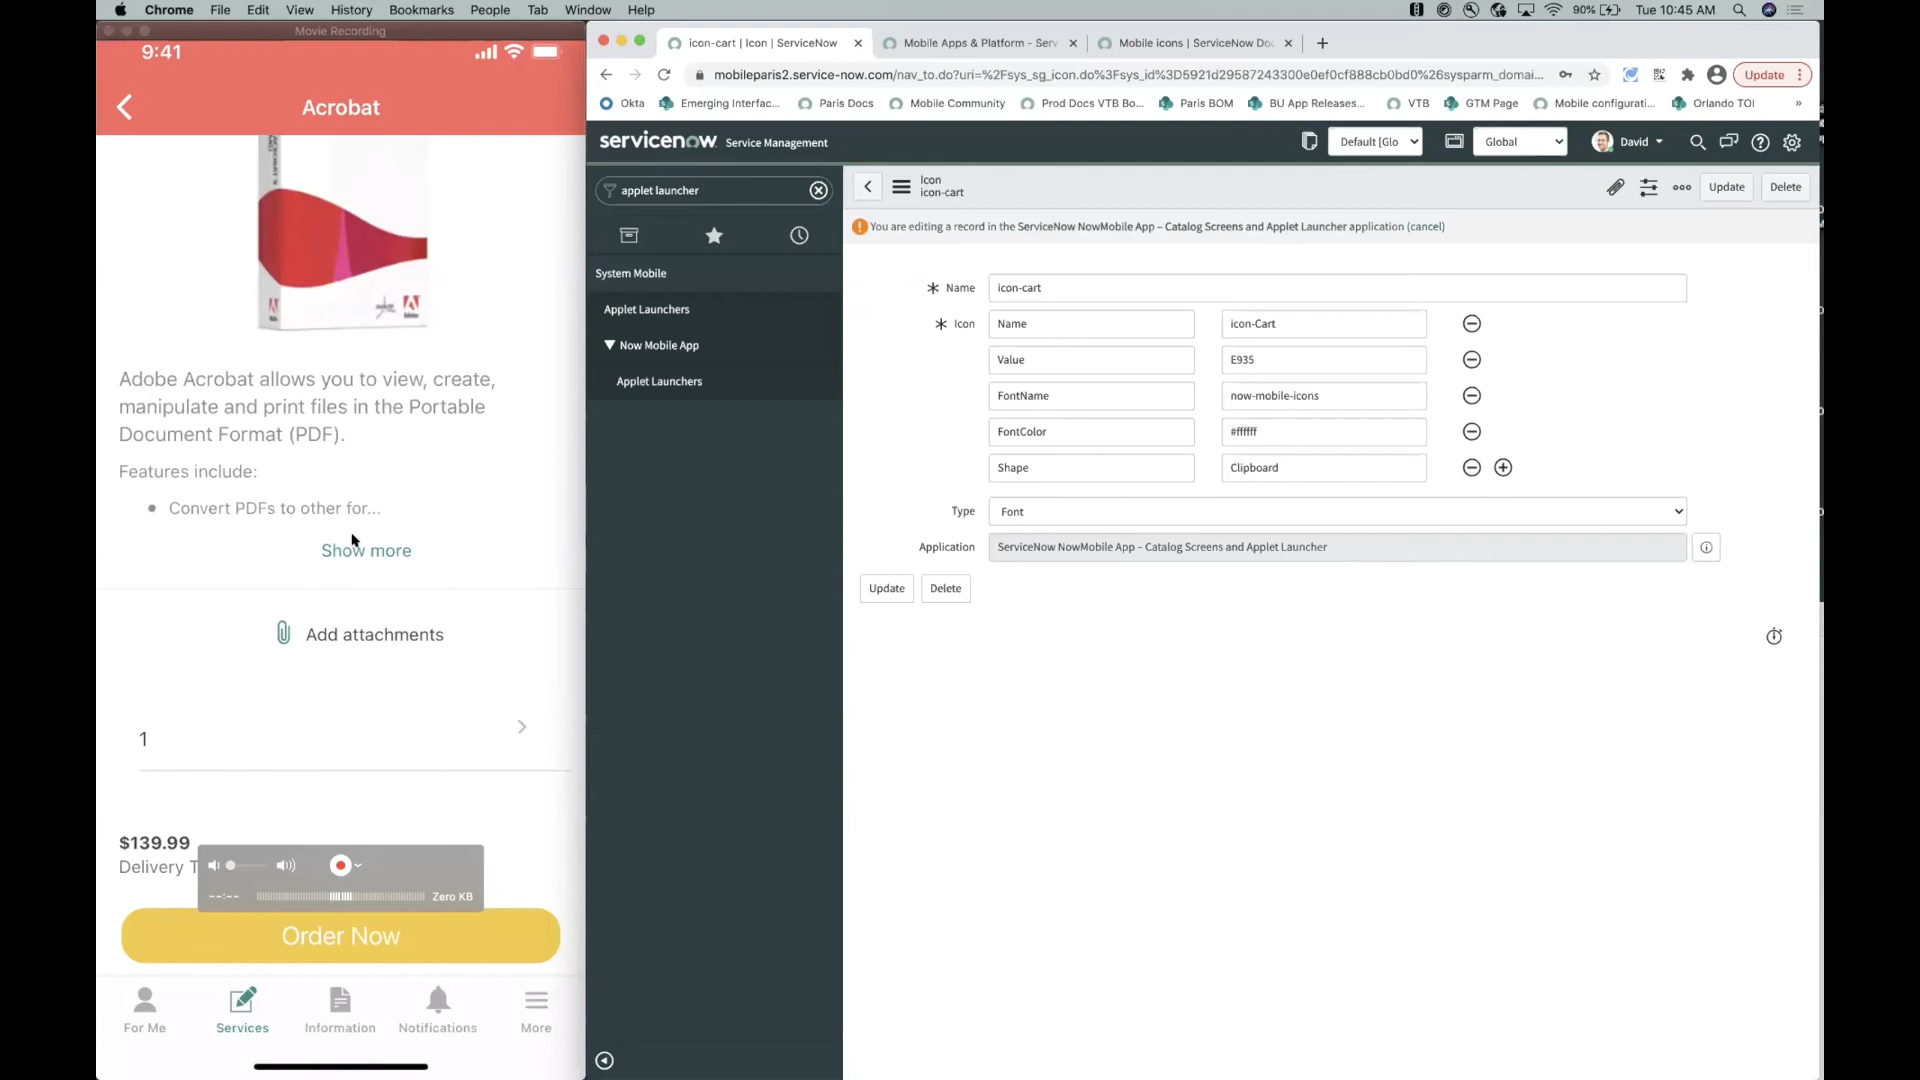 Chrome File Edit View History Bookmarks People Tab Window Help
90% Tue 10:45 AM
Movie Recording
9:41
Acrobat
Adobe Acrobat allows you to view, create,
manipulate and print files in the Portable
Document Format (PDF).
Features include:
Convert PDFs to other for...
Show more
Add attachments
1
$139.99
Delivery T
--:-- Zero KB
Order Now
For Me Services Information Notifications More
icon-cart | Icon | ServiceNow
Mobile Apps & Platform - Serv
Mobile icons | ServiceNow Doc
mobileparis2.service-now.com/nav_to.do?uri=%2Fsys_sg_icon.do%3Fsys_id%3D5921d29587243300e0ef0cf888cb0bd0%26sysparm_domai...
Update
Okta Emerging Interfac... Paris Docs Mobile Community Prod Docs VTB Bo... Paris BOM BU App Releases... VTB GTM Page Mobile configurati... Orlando TOI »
servicenow Service Management
Default [Glo Global David
applet launcher
System Mobile
Applet Launchers
Now Mobile App
Applet Launchers
Icon
icon-cart
Update Delete
You are editing a record in the ServiceNow NowMobile App – Catalog Screens and Applet Launcher application (cancel)
Name icon-cart
Icon Name icon-Cart
Value E935
FontName now-mobile-icons
FontColor #ffffff
Shape Clipboard
Type Font
Application ServiceNow NowMobile App – Catalog Screens and Applet Launcher
Update Delete